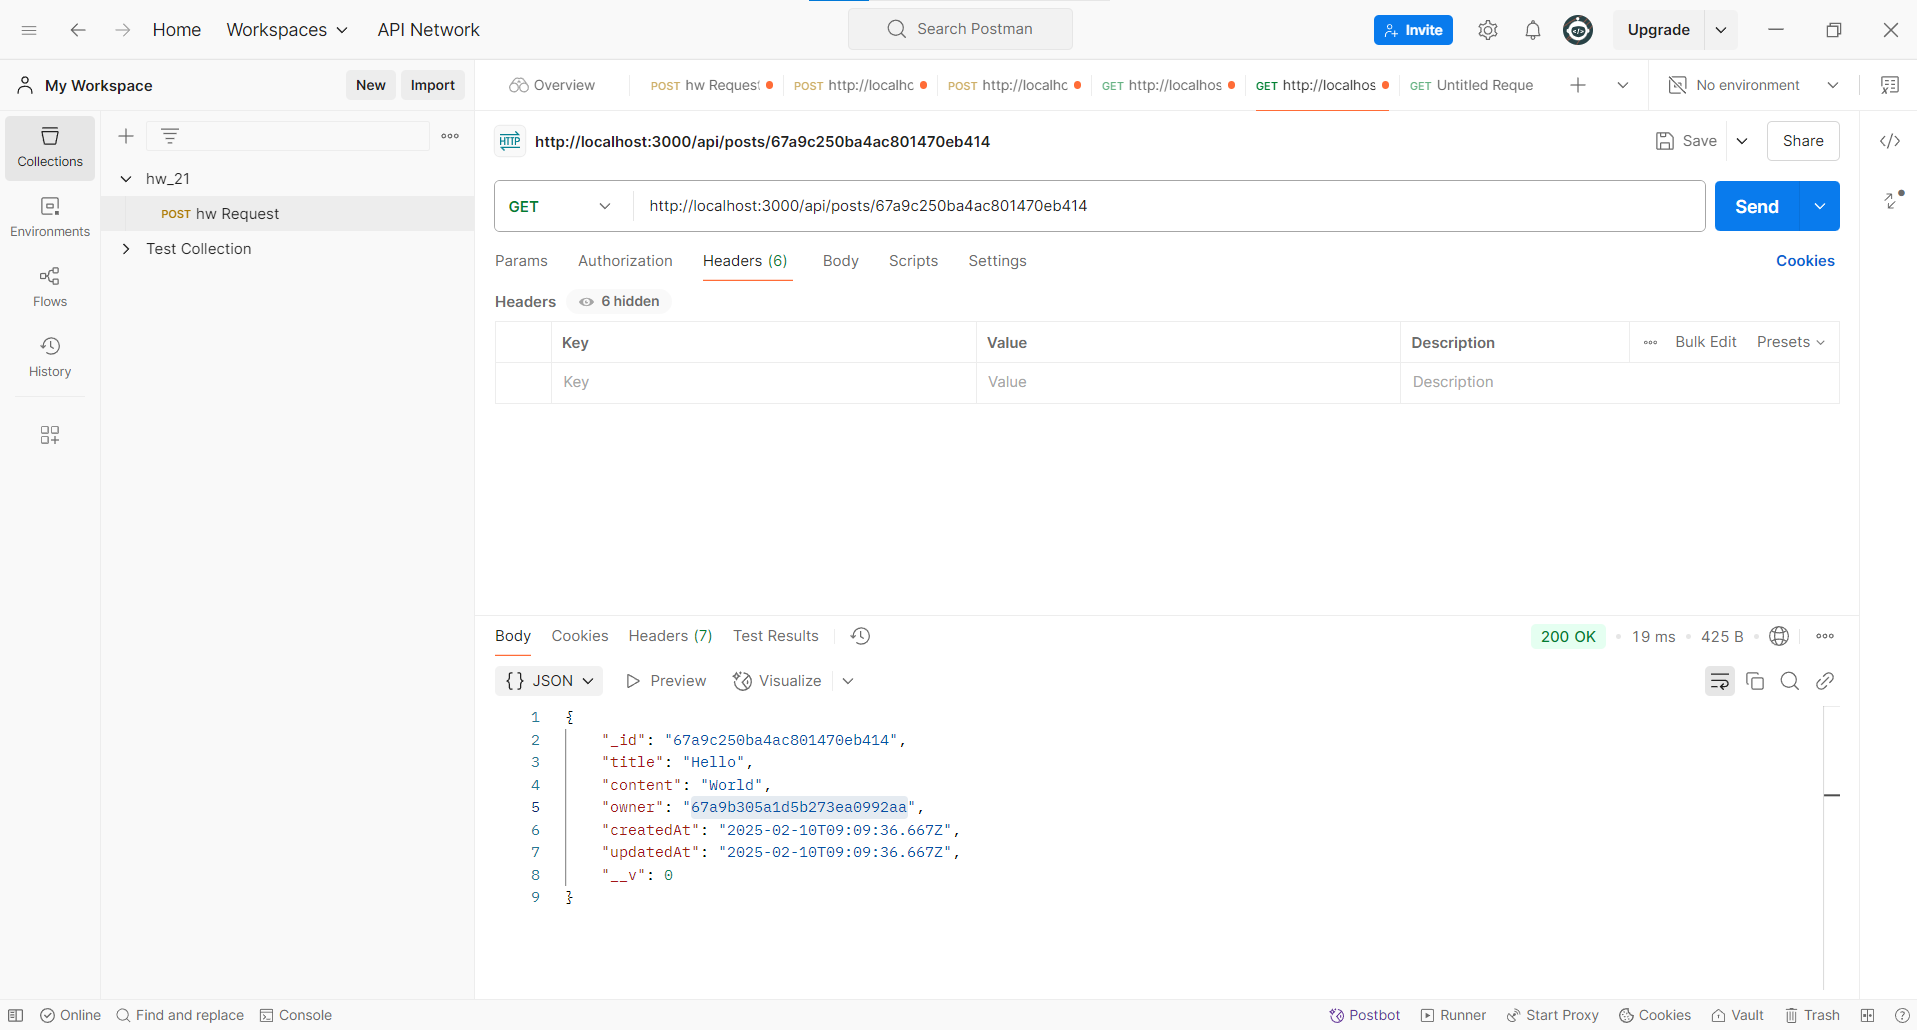 Home Workspaces API Network Search Postman Invite Upgrade
My Workspace New Import Overview POST hw Request POST http://localhc POST http://localhc GET http://localhos GET http://localhos GET Untitled Reque No environment
Collections
hw_21
POST hw Request
Test Collection
Environments
Flows
History
HTTP http://localhost:3000/api/posts/67a9c250ba4ac801470eb414 Save Share
GET http://localhost:3000/api/posts/67a9c250ba4ac801470eb414 Send
Params Authorization Headers (6) Body Scripts Settings Cookies
Headers 6 hidden
Key Value Description Bulk Edit Presets
Key Value Description
Body Cookies Headers (7) Test Results 200 OK 19 ms 425 B
{} JSON Preview Visualize
1 {
2 "_id": "67a9c250ba4ac801470eb414",
3 "title": "Hello",
4 "content": "World",
5 "owner": "67a9b305a1d5b273ea0992aa",
6 "createdAt": "2025-02-10T09:09:36.667Z",
7 "updatedAt": "2025-02-10T09:09:36.667Z",
8 "__v": 0
9 }
Online Find and replace Console Postbot Runner Start Proxy Cookies Vault Trash